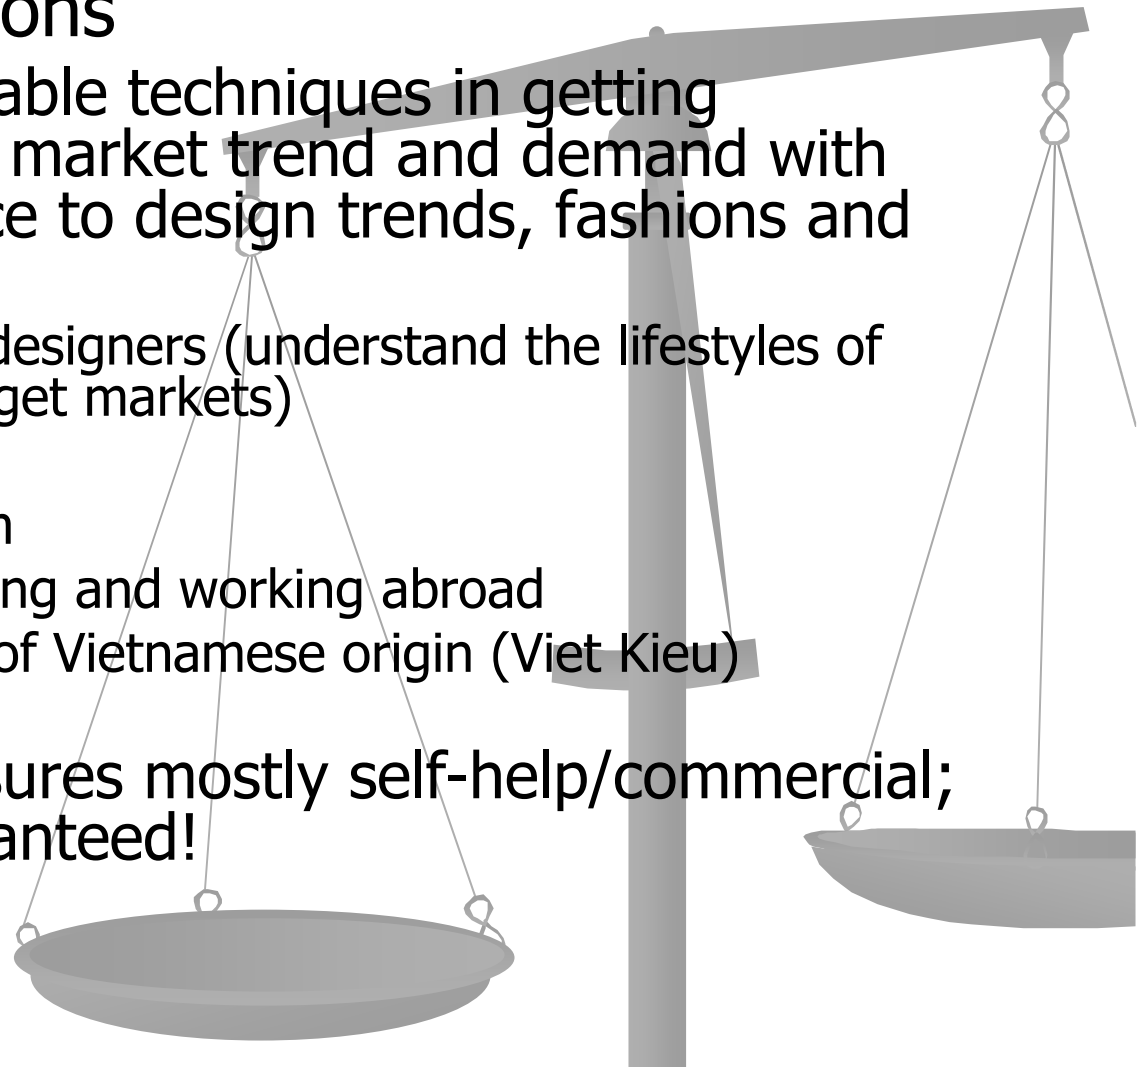 ons
able techniques in getting
market trend and demand with
ce to design trends, fashions and
designers (understand the lifestyles of
get markets)
n
ng and working abroad
of Vietnamese origin (Viet Kieu)
sures mostly self-help/commercial;
anteed!